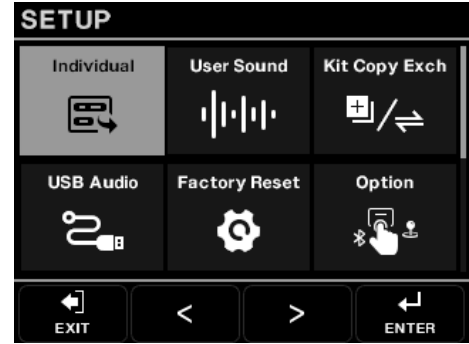 SETUP
Individual
User Sound
Kit Copy Exch
USB Audio
Factory Reset
Option
EXIT
<
>
ENTER